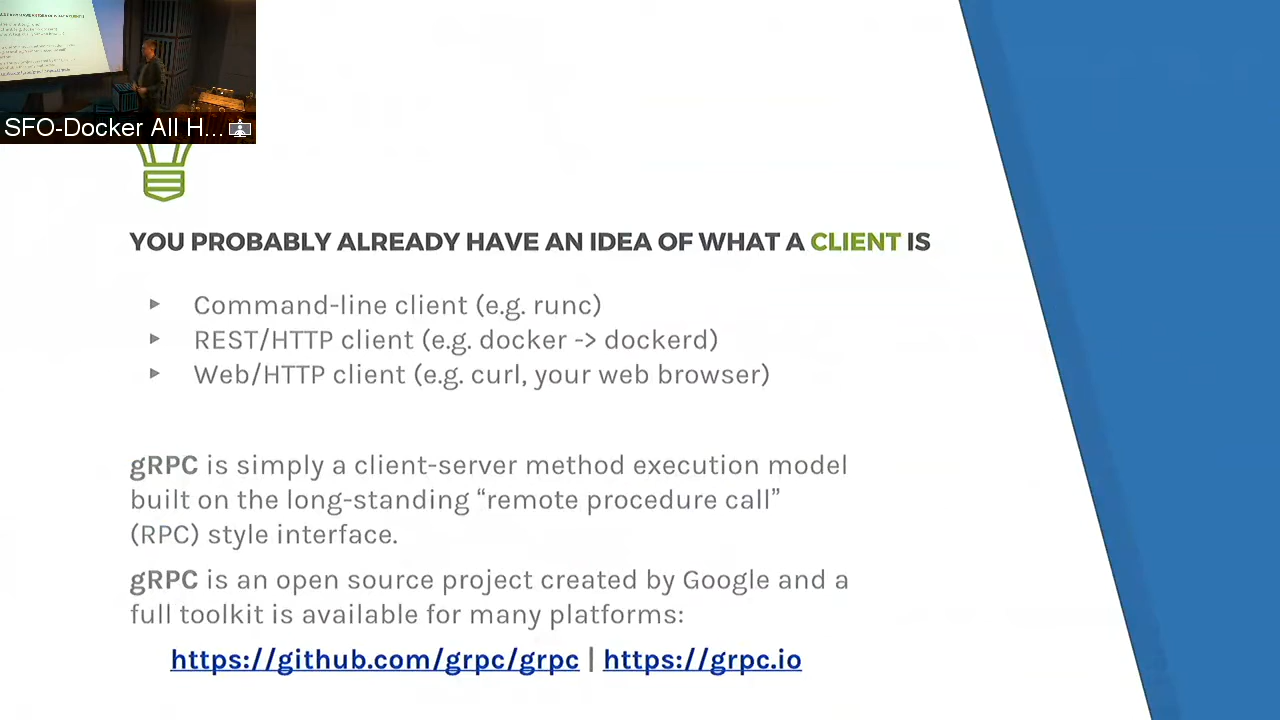 SFO-Docker All H...
YOU PROBABLY ALREADY HAVE AN IDEA OF WHAT A CLIENT IS
▸ Command-line client (e.g. runc)
▸ REST/HTTP client (e.g. docker -> dockerd)
▸ Web/HTTP client (e.g. curl, your web browser)
gRPC is simply a client-server method execution model
built on the long-standing “remote procedure call”
(RPC) style interface.
gRPC is an open source project created by Google and a
full toolkit is available for many platforms:
https://github.com/grpc/grpc | https://grpc.io